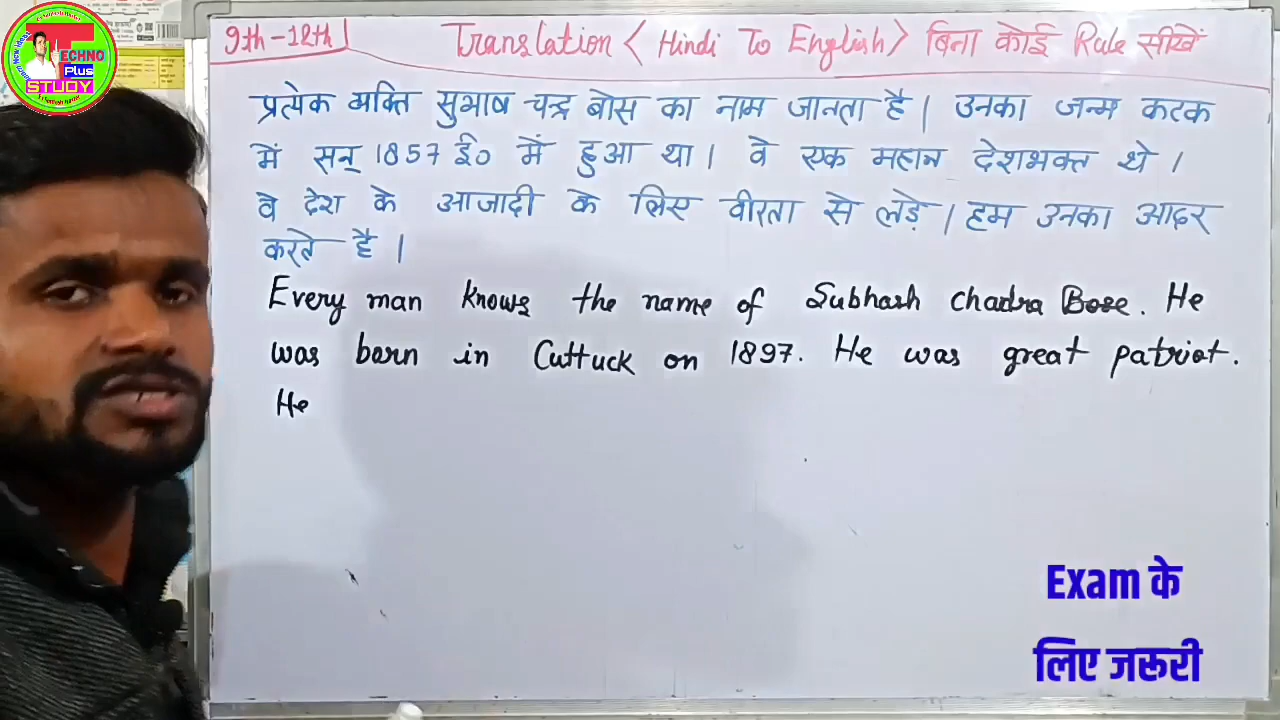 TECHNO
Plus
STUDY
9th-12th
Translation < Hindi To English > बिना कोई Rule सीखें
प्रत्येक व्यक्ति सुभाष चन्द्र बोस का नाम जानता है। उनका जन्म कटक
में सन् 1857 ई० में हुआ था। वे एक महान देशभक्त थे।
वे देश के आजादी के लिए वीरता से लड़े। हम उनका आदर
करते है।
Every man knows the name of Subhash chadra Bose. He
was born in Cuttuck on 1897. He was great patriot.
He
Exam के
लिए जरूरी